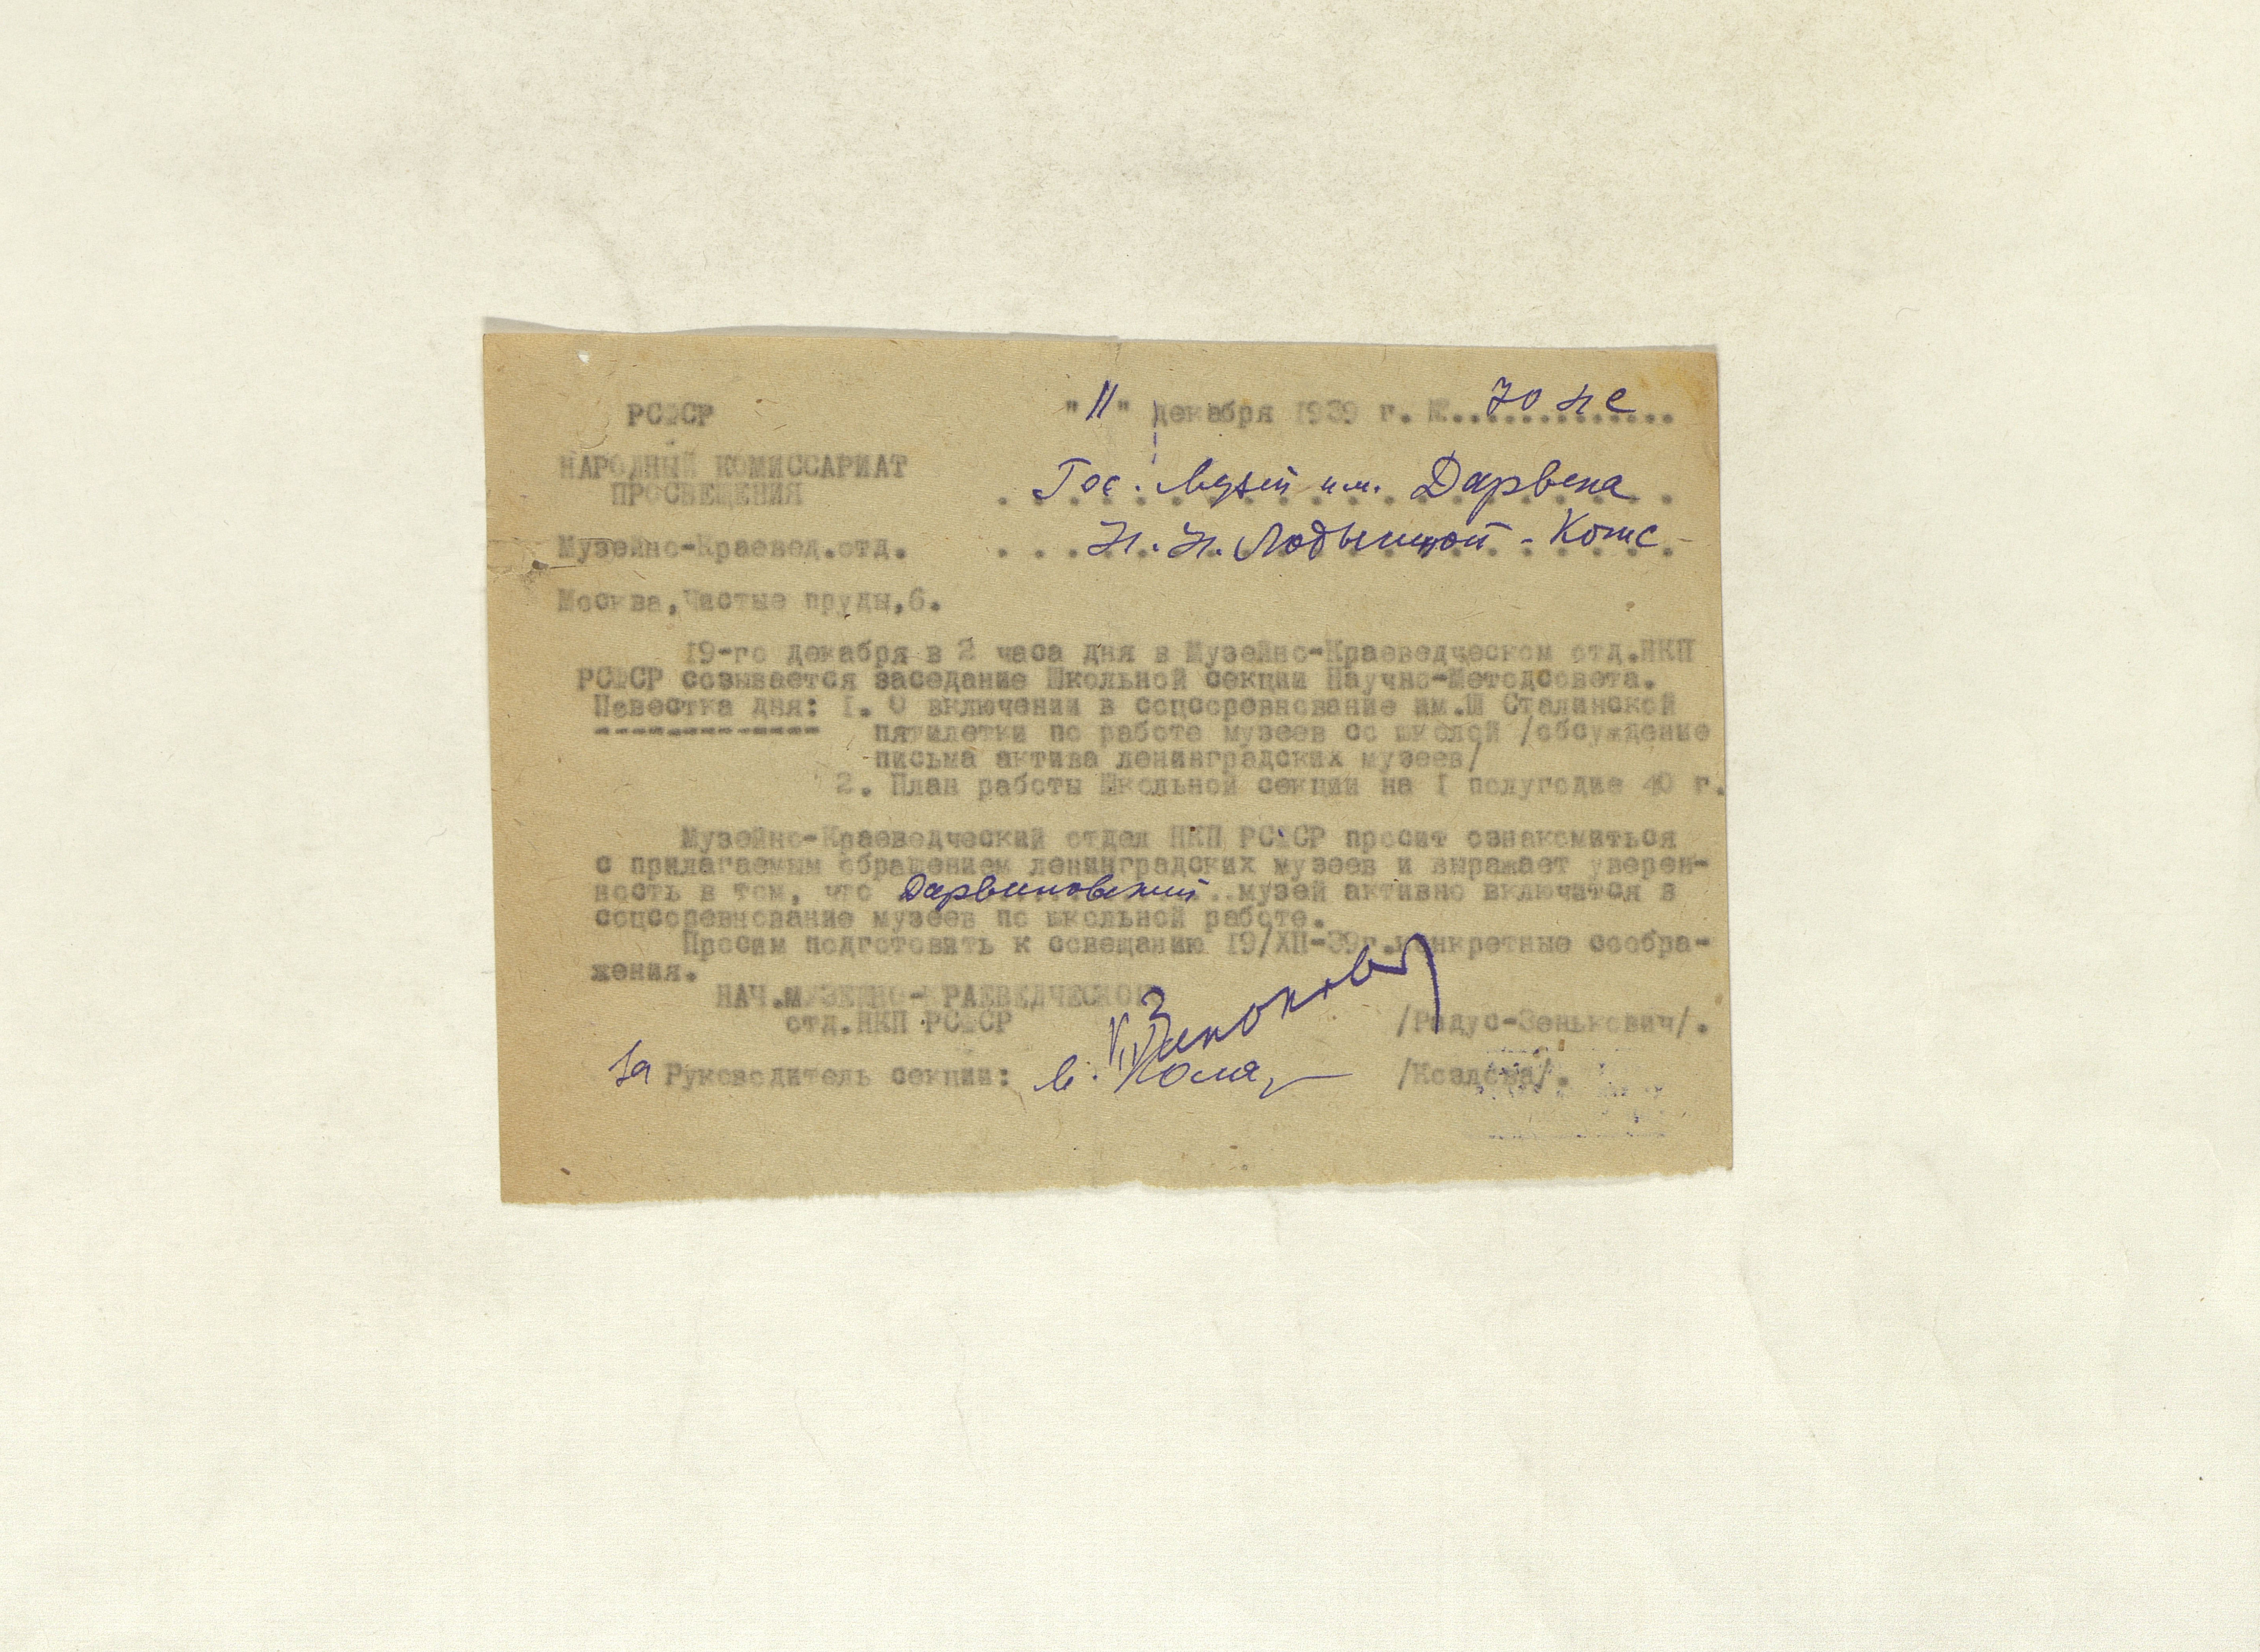 РСФСР
"11" декабря 1939 г. №. 70 нс
НАРОДНЫЙ КОМИССАРИАТ
ПРОСВЕЩЕНИЯ
Гос. Музей им. Дарвина
Музейно-Краевед.отд.
Н. Н. Ладыгиной - Котс
Москва,Чистые пруды,6.
19-го декабря в 2 часа дня в Музейно-Краеведческом отд.НКП
РСФСР созывается заседание Школьной секции Научно-Методсовета.
Повестка дня: I. О включении в соцсоревнование им.Ш Сталинской
пятилетки по работе музеев со школой /обсуждение
письма актива ленинградских музеев/
2. План работы Школьной секции на I полугодие 40 г.
Музейно-Краеведческий отдел НКП РСФСР просит ознакомиться
с прилагаемым обращением ленинградских музеев и выражает уверен-
ность в том, что Дарвиновский музей активно включится в
соцсоревнование музеев по школьной работе.
Просим подготовить к совещанию 19/ХП-39г.конкретные сообра-
жения.
НАЧ.МУЗЕЙНО-КРАЕВЕДЧЕСКОГО
отд.НКП РСФСР
/Радус-Зенькович/.
За Руководитель секции:
/Козлова/.